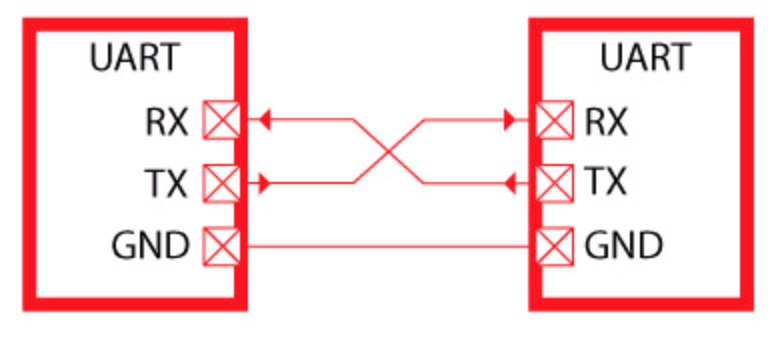 UART
RX
TX
GND
UART
RX
TX
GND